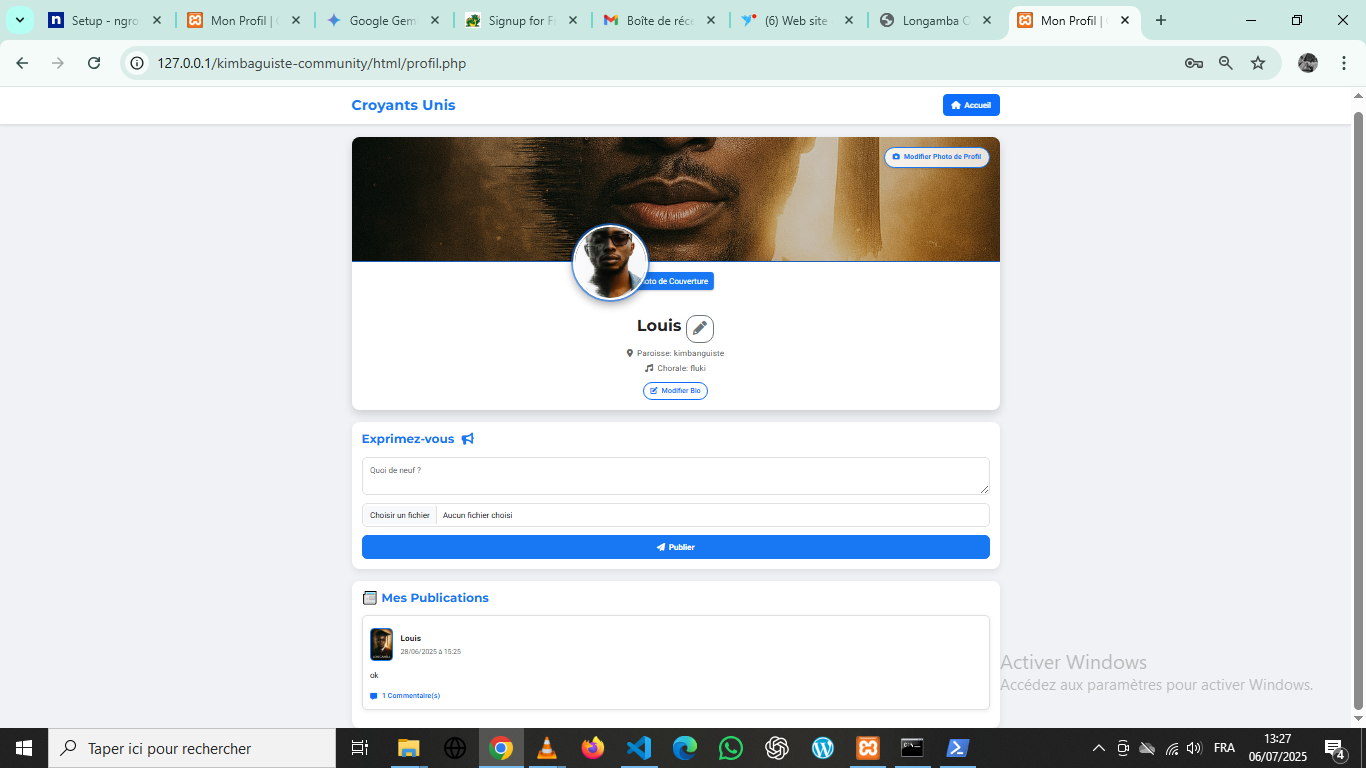 Setup - ngro
Mon Profil | C
Google Gem
Signup for F
Boîte de réce
(6) Web site
Longamba C
Mon Profil | C
127.0.0.1/kimbaguiste-community/html/profil.php
Croyants Unis
Accueil
Modifier Photo de Profil
oto de Couverture
Louis
Paroisse: kimbanguiste
Chorale: fluki
Modifier Bio
Exprimez-vous
Quoi de neuf ?
Choisir un fichier Aucun fichier choisi
Publier
Mes Publications
Louis
28/06/2025 à 15:25
ok
1 Commentaire(s)
Activer Windows
Accédez aux paramètres pour activer Windows.
Taper ici pour rechercher
FRA
13:27
06/07/2025
4